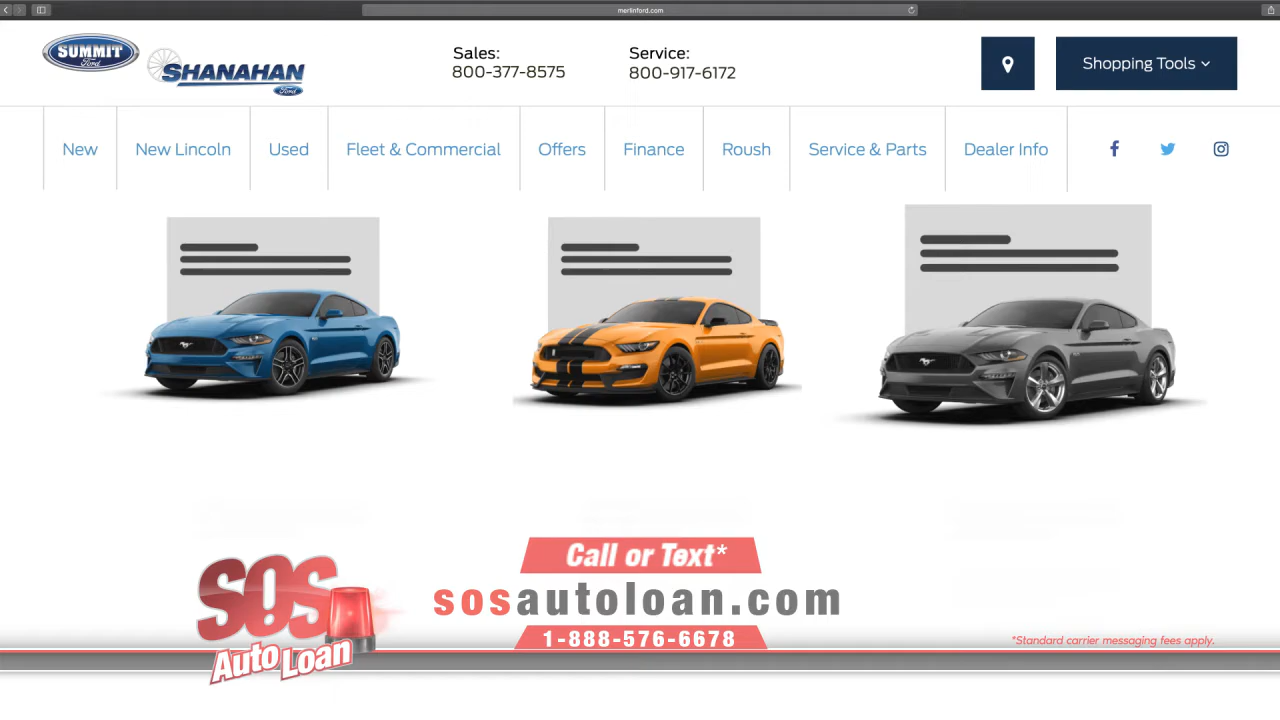 merlinford.com
SUMMIT
Ford
SHANAHAN
Ford
Sales:
800-377-8575
Service:
800-917-6172
Shopping Tools
New
New Lincoln
Used
Fleet & Commercial
Offers
Finance
Roush
Service & Parts
Dealer Info
Call or Text*
SOS
Auto Loan
sosautoloan.com
1-888-576-6678
*Standard carrier messaging fees apply.